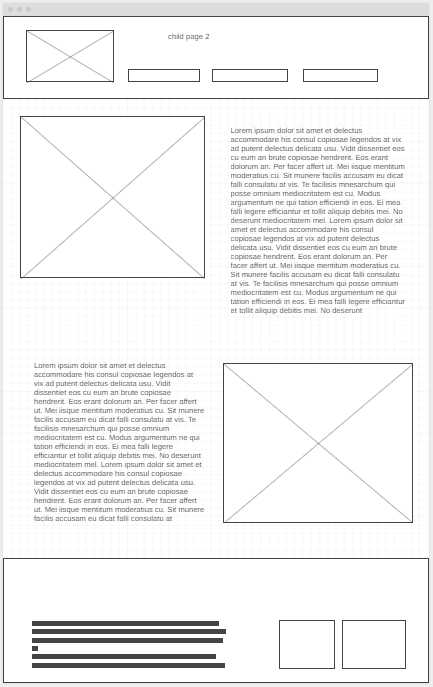 child page 2
Lorem ipsum dolor sit amet et delectus
accommodare his consul copiosae legendos at vix
ad putent delectus delicata usu. Vidit dissentiet eos
cu eum an brute copiosae hendrerit. Eos erant
dolorum an. Per facer affert ut. Mei iisque mentitum
moderatius cu. Sit munere facilisis accusam eu dicat
falli consulatu at vis. Te facilisis mnesarchum qui
posse omnium mediocritatem est cu. Modus
argumentum ne qui tation efficiendi in eos. Ei mea
falli legere efficiantur et tollit aliquip debitis mei. No
deserunt mediocritatem mel. Lorem ipsum dolor sit
amet et delectus accommodare his consul
copiosae legendos at vix ad putent delectus
delicata usu. Vidit dissentiet eos cu eum an brute
copiosae hendrerit. Eos erant dolorum an. Per
facer affert ut. Mei iisque mentitum moderatius cu.
Sit munere facilisis accusam eu dicat falli consulatu
at vis. Te facilisis mnesarchum qui posse omnium
mediocritatem est cu. Modus argumentum ne qui
tation efficiendi in eos. Ei mea falli legere efficiantur
et tollit aliquip debitis mei. No deserunt
Lorem ipsum dolor sit amet et delectus
accommodare his consul copiosae legendos at
vix ad putent delectus delicata usu. Vidit
dissentiet eos cu eum an brute copiosae
hendrerit. Eos erant dolorum an. Per facer affert
ut. Mei iisque mentitum moderatius cu. Sit munere
facilisis accusam eu dicat falli consulatu at vis. Te
facilisis mnesarchum qui posse omnium
mediocritatem est cu. Modus argumentum ne qui
tation efficiendi in eos. Ei mea falli legere
efficiantur et tollit aliquip debitis mei. No deserunt
mediocritatem mel. Lorem ipsum dolor sit amet et
delectus accommodare his consul copiosae
legendos at vix ad putent delectus delicata usu.
Vidit dissentiet eos cu eum an brute copiosae
hendrerit. Eos erant dolorum an. Per facer affert
ut. Mei iisque mentitum moderatius cu. Sit munere
facilisis accusam eu dicat falli consulatu at